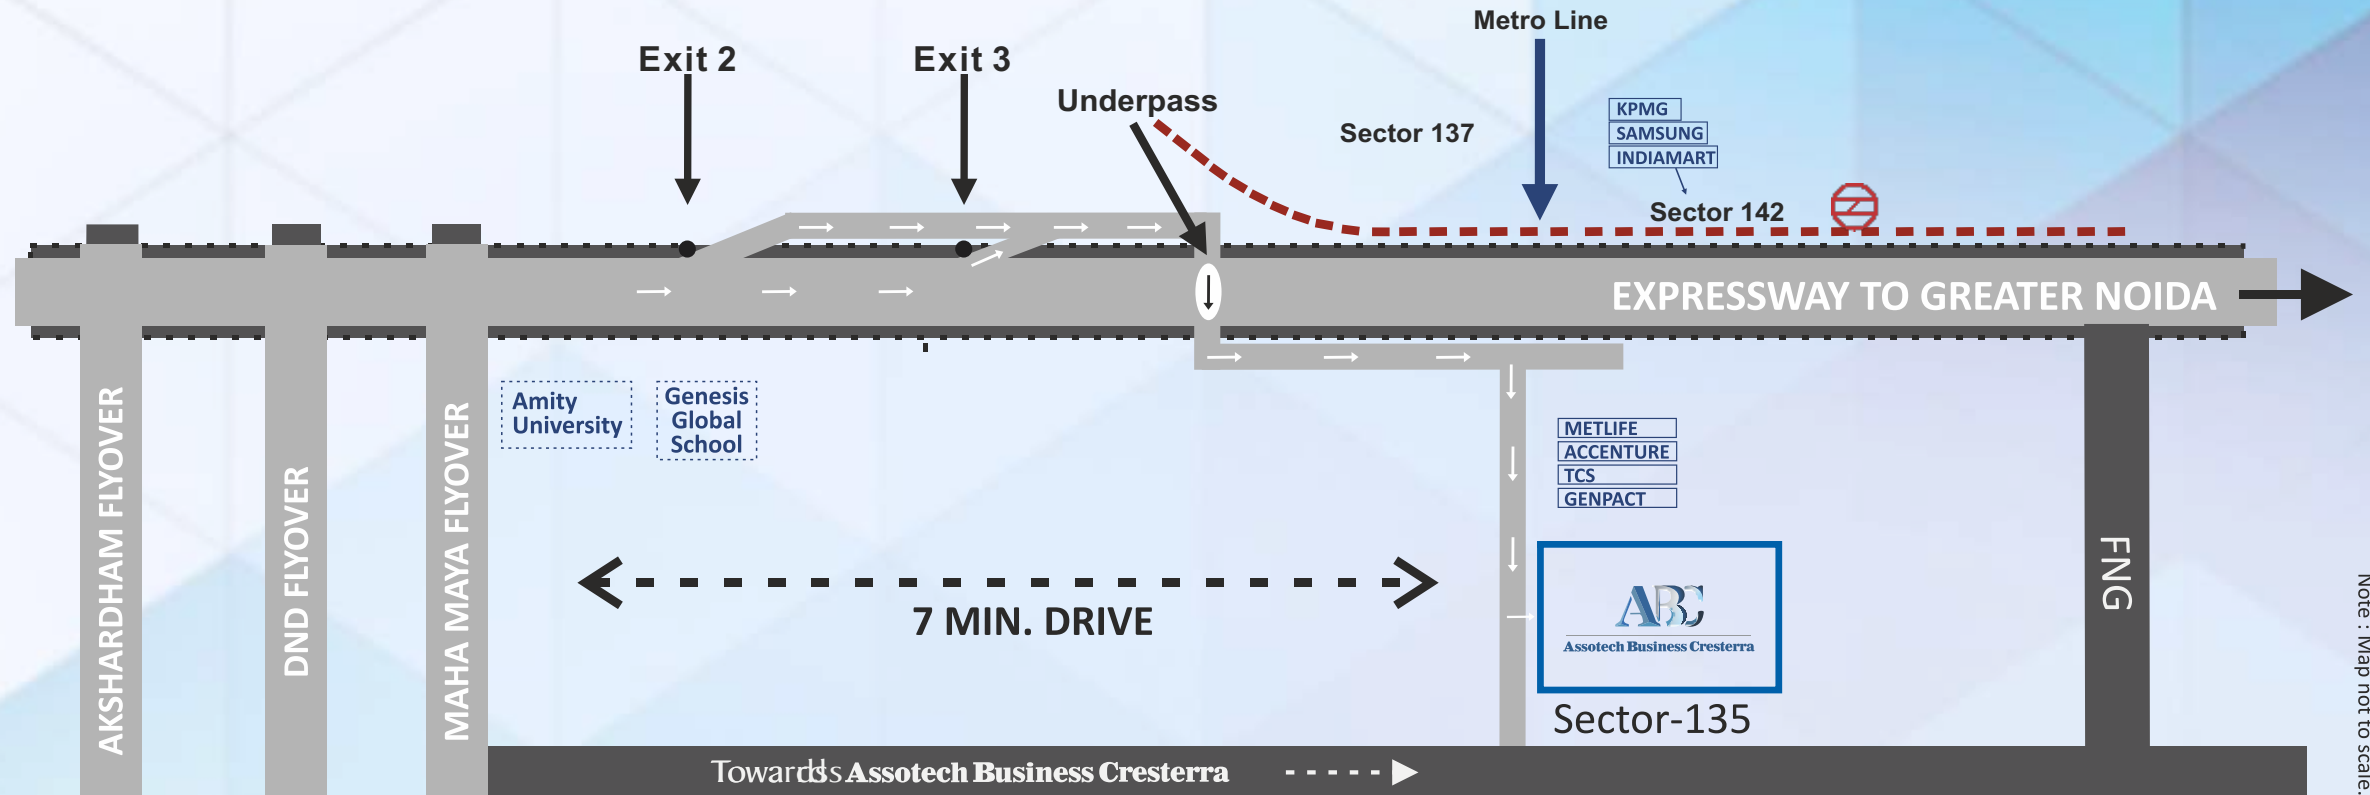 Metro Line
Exit 2
Exit 3
Underpass
Sector 137
KPMG
SAMSUNG
INDIAMART
Sector 142
EXPRESSWAY TO GREATER NOIDA
AKSHARDHAM FLYOVER
DND FLYOVER
MAHA MAYA FLYOVER
Amity
University
Genesis
Global
School
METLIFE
ACCENTURE
TCS
GENPACT
7 MIN. DRIVE
ABC
Assotech Business Cresterra
Sector-135
FNG
Note : Map not to scale.
Towards Assotech Business Cresterra